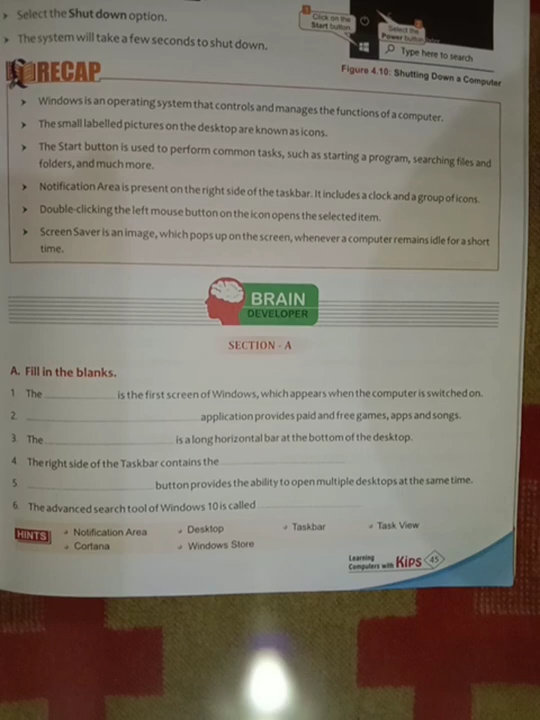 ➤ Select the Shut down option.
➤ The system will take a few seconds to shut down.
1
Click on the
Start button
2
Select the
Power button
Type here to search
Figure 4.10: Shutting Down a Computer
RECAP
➤ Windows is an operating system that controls and manages the functions of a computer.
➤ The small labelled pictures on the desktop are known as icons.
➤ The Start button is used to perform common tasks, such as starting a program, searching files and
folders, and much more.
➤ Notification Area is present on the right side of the taskbar. It includes a clock and a group of icons.
➤ Double-clicking the left mouse button on the icon opens the selected item.
➤ Screen Saver is an image, which pops up on the screen, whenever a computer remains idle for a short
time.
BRAIN
DEVELOPER
SECTION - A
A. Fill in the blanks.
1. The ____________ is the first screen of Windows, which appears when the computer is switched on.
2. ____________ application provides paid and free games, apps and songs.
3. The ____________ is a long horizontal bar at the bottom of the desktop.
4. The right side of the Taskbar contains the ____________
5. ____________ button provides the ability to open multiple desktops at the same time.
6. The advanced search tool of Windows 10 is called ____________
HINTS Notification Area Desktop Taskbar Task View
Cortana Windows Store
Learning
Computers with Kips 45